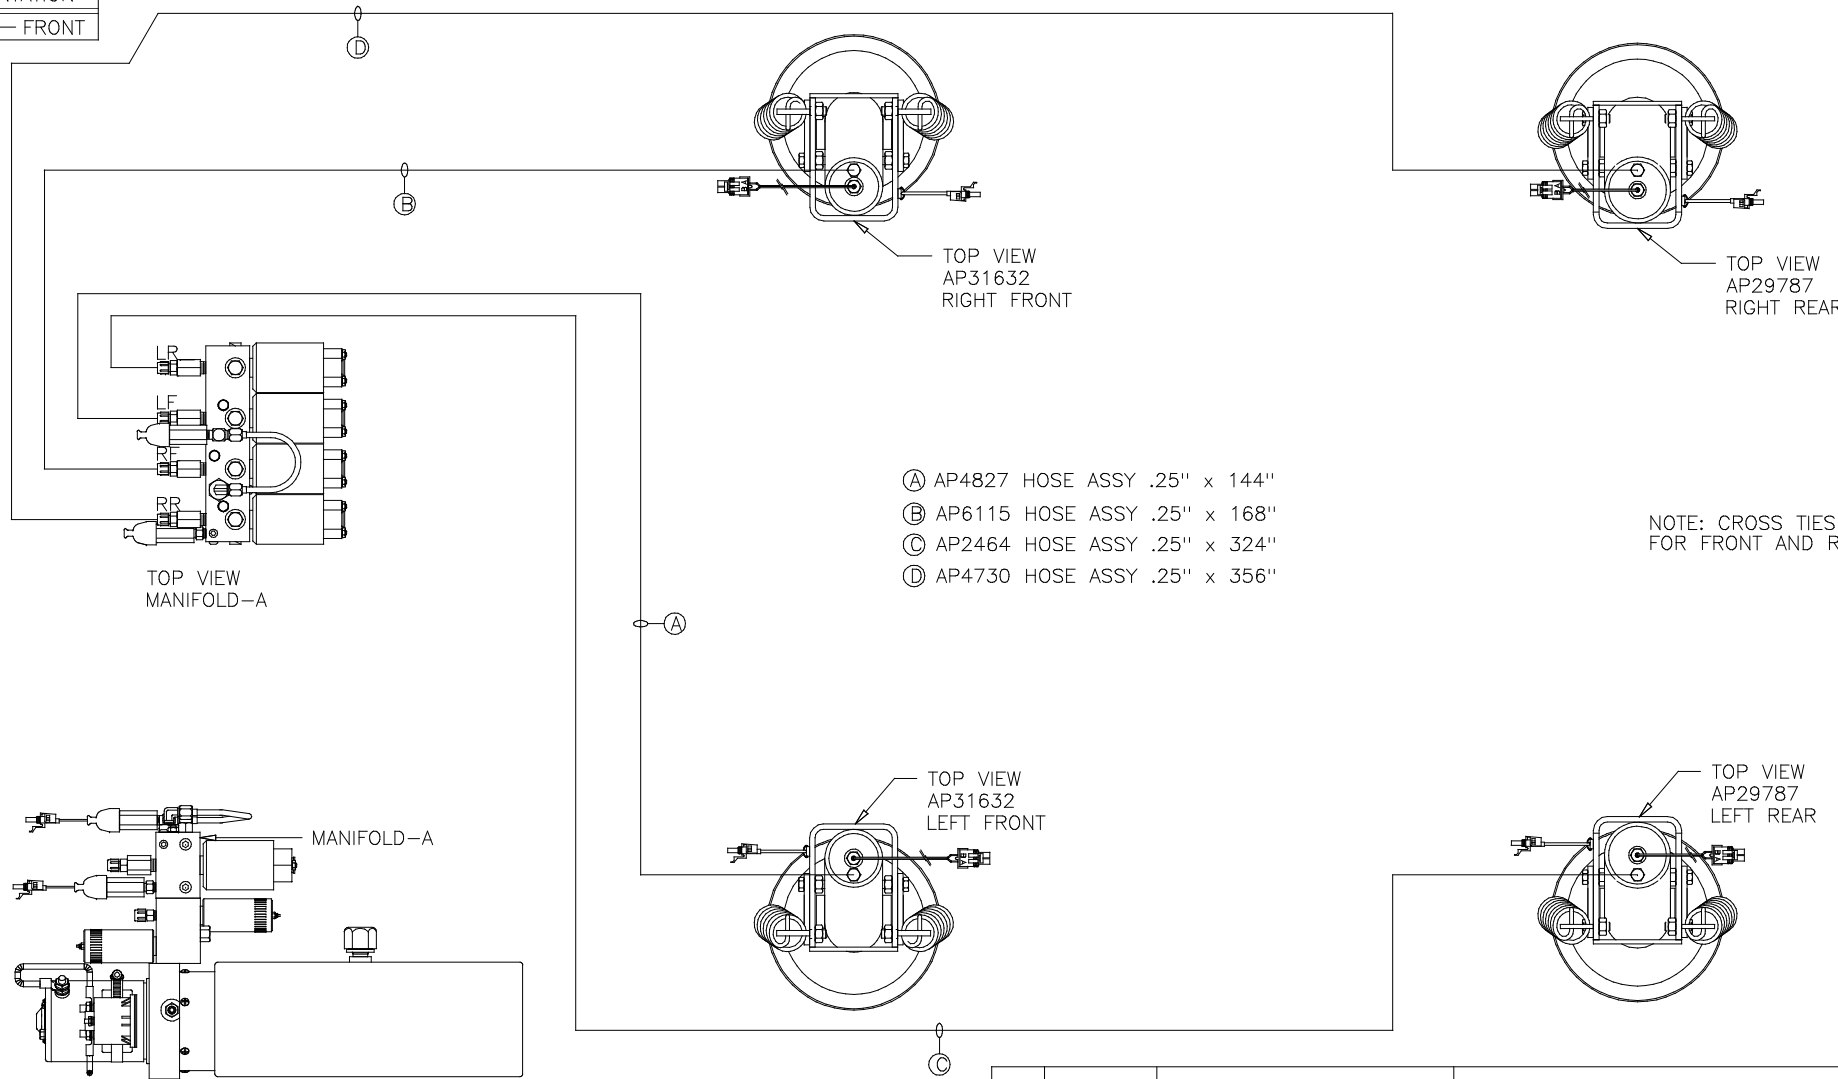 — FRONT
D
B
TOP VIEW
AP31632
RIGHT FRONT
TOP VIEW
AP29787
RIGHT REAR
LR
LF
RF
RR
TOP VIEW
MANIFOLD-A
A AP4827 HOSE ASSY .25" x 144"
B AP6115 HOSE ASSY .25" x 168"
C AP2464 HOSE ASSY .25" x 324"
D AP4730 HOSE ASSY .25" x 356"
NOTE: CROSS TIES
FOR FRONT AND R
A
TOP VIEW
AP31632
LEFT FRONT
TOP VIEW
AP29787
LEFT REAR
MANIFOLD-A
C